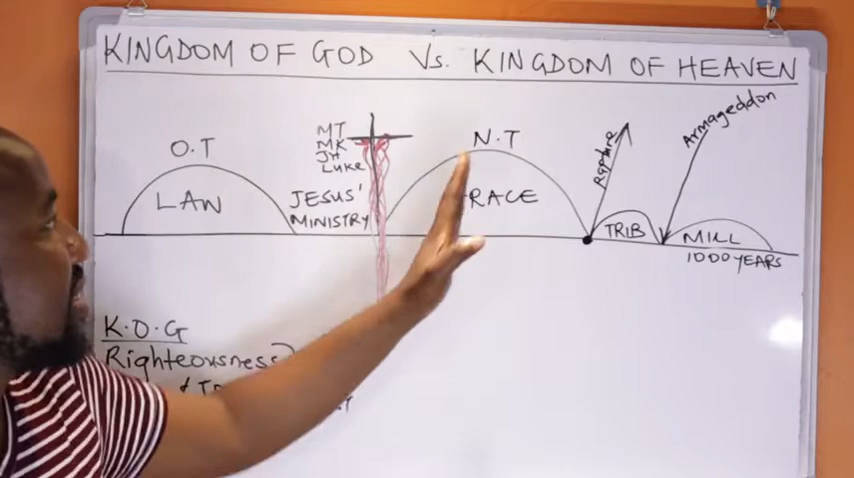 KINGDOM OF GOD Vs. KINGDOM OF HEAVEN
O.T
LAW
MT
MK
JH
LUKE
JESUS'
MINISTRY
N.T
RACE
Rapture
TRIB
Armageddon
MILL
1000 YEARS
K.O.G
Righteousness